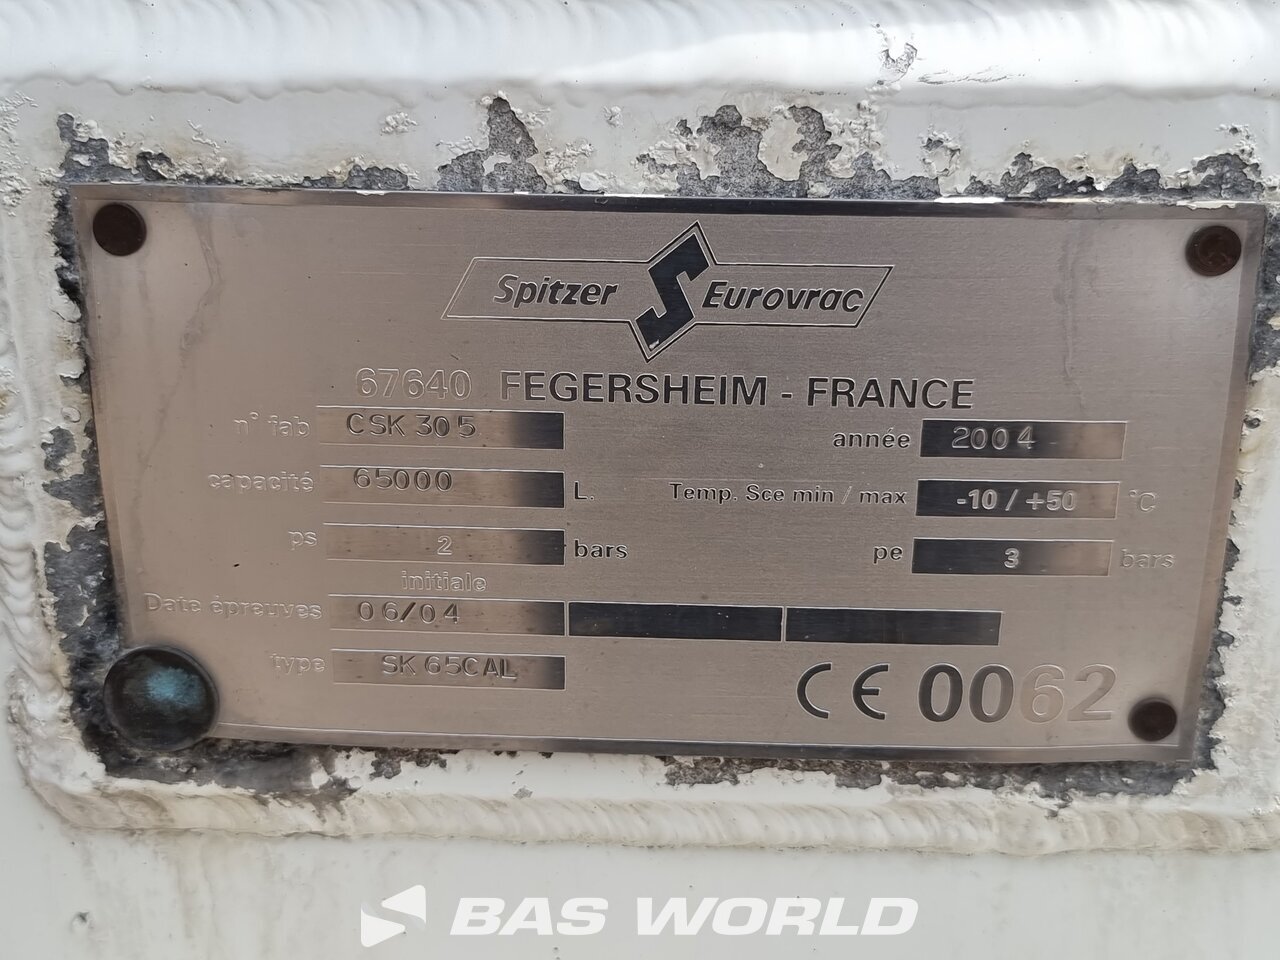 Spitzer S Eurovrac
67640 FEGERSHEIM - FRANCE
n° fab CSK 305
année 2004
capacité 65000 L.
Temp. Sce min / max -10 / +50 °C
ps 2 bars
pe 3 bars
initiale
Date épreuves 06/04
type SK 65CAL
CE 0062
BAS WORLD